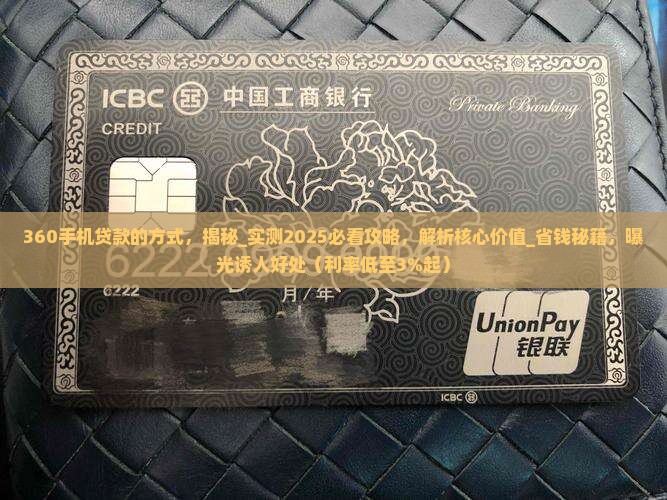 ICBC 中国工商银行
Private Banking
CREDIT
360手机贷款的方式，揭秘_实测2025必看攻略，解析核心价值_省钱秘籍，曝
光诱人好处（利率低至3%起）
6222
6222
月/年
UnionPay
银联
ICBC